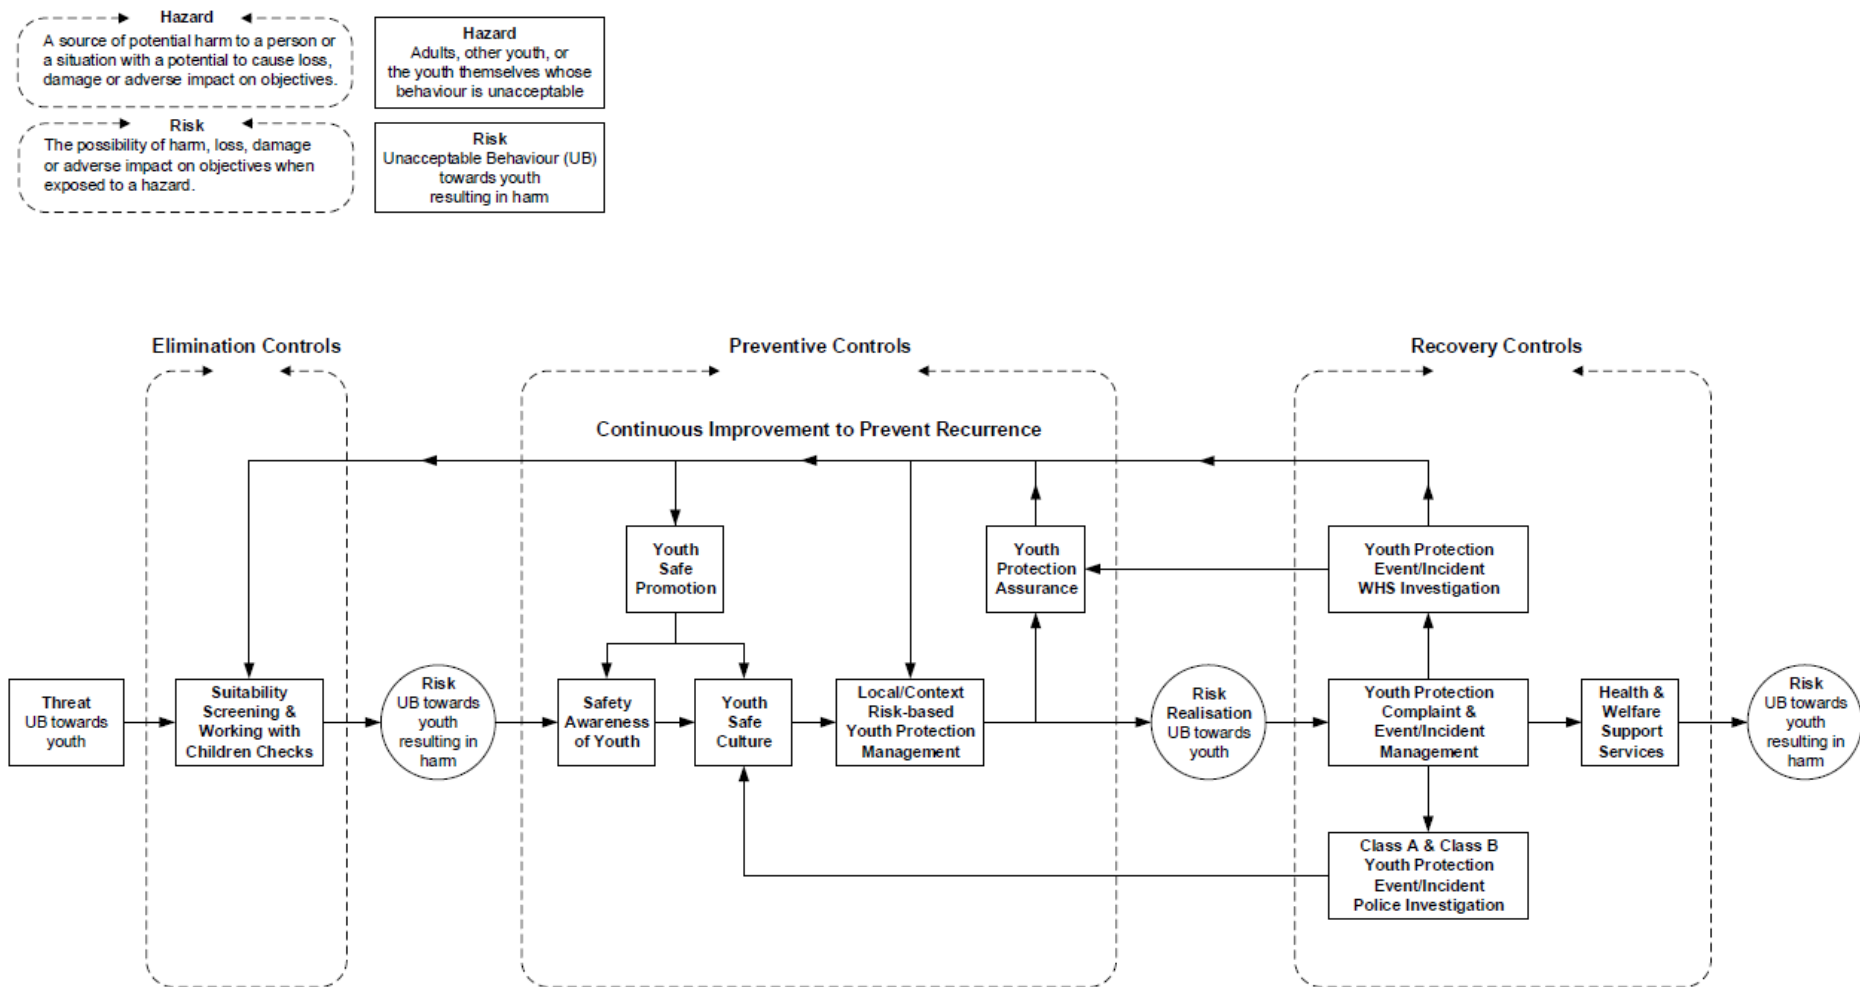 Hazard
A source of potential harm to a person or
a situation with a potential to cause loss,
damage or adverse impact on objectives.
Hazard
Adults, other youth, or
the youth themselves whose
behaviour is unacceptable
Risk
The possibility of harm, loss, damage
or adverse impact on objectives when
exposed to a hazard.
Risk
Unacceptable Behaviour (UB)
towards youth
resulting in harm
Elimination Controls
Preventive Controls
Recovery Controls
Continuous Improvement to Prevent Recurrence
Youth
Safe
Promotion
Youth
Protection
Assurance
Youth Protection
Event/Incident
WHS Investigation
Threat
UB towards
youth
Suitability
Screening &
Working with
Children Checks
Risk
UB towards
youth
resulting in
harm
Safety
Awareness
of Youth
Youth
Safe
Culture
Local/Context
Risk-based
Youth Protection
Management
Risk
Realisation
UB towards
youth
Youth Protection
Complaint &
Event/Incident
Management
Health &
Welfare
Support
Services
Risk
UB towards
youth
resulting in
harm
Class A & Class B
Youth Protection
Event/Incident
Police Investigation